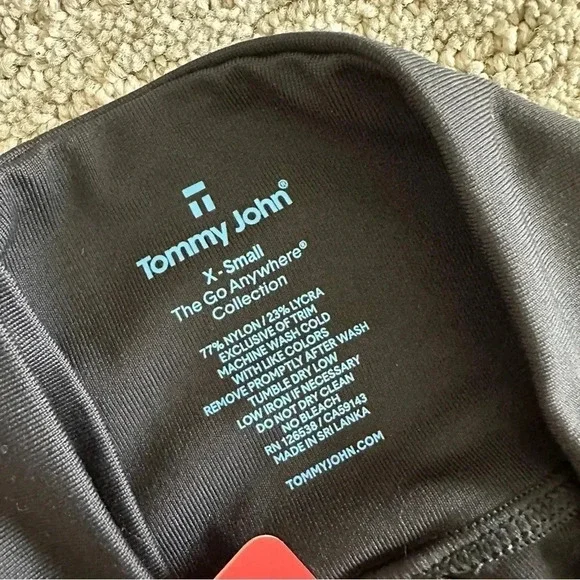 Tommy John®
X-Small
The Go Anywhere®
Collection
77% NYLON / 23% LYCRA
EXCLUSIVE OF TRIM
MACHINE WASH COLD
WITH LIKE COLORS
REMOVE PROMPTLY AFTER WASH
TUMBLE DRY LOW
LOW IRON IF NECESSARY
DO NOT DRY CLEAN
NO BLEACH
RN 126538 / CA59143
MADE IN SRI LANKA
TOMMYJOHN.COM